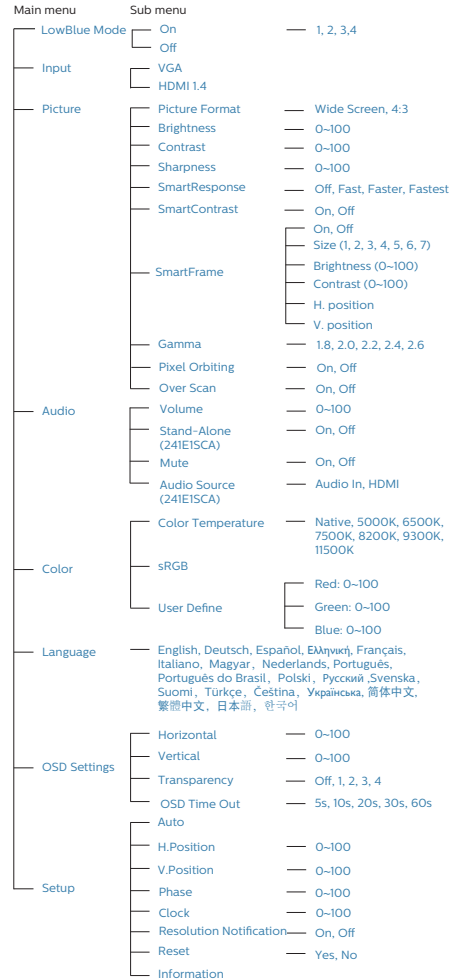 Main menu Sub menu
LowBlue Mode On 1, 2, 3,4
Off
Input VGA
HDMI 1.4
Picture Picture Format Wide Screen, 4:3
Brightness 0~100
Contrast 0~100
Sharpness 0~100
SmartResponse Off, Fast, Faster, Fastest
SmartContrast On, Off
SmartFrame On, Off
Size (1, 2, 3, 4, 5, 6, 7)
Brightness (0~100)
Contrast (0~100)
H. position
V. position
Gamma 1.8, 2.0, 2.2, 2.4, 2.6
Pixel Orbiting On, Off
Over Scan On, Off
Audio Volume 0~100
Stand-Alone On, Off
(241E1SCA)
Mute On, Off
Audio Source Audio In, HDMI
(241E1SCA)
Color Color Temperature Native, 5000K, 6500K,
7500K, 8200K, 9300K,
11500K
sRGB
User Define Red: 0~100
Green: 0~100
Blue: 0~100
Language English, Deutsch, Español, Ελληνική, Français,
Italiano, Magyar, Nederlands, Português,
Português do Brasil, Polski, Русский ,Svenska,
Suomi, Türkçe, Čeština, Українська, 简体中文,
繁體中文, 日本語, 한국어
OSD Settings Horizontal 0~100
Vertical 0~100
Transparency Off, 1, 2, 3, 4
OSD Time Out 5s, 10s, 20s, 30s, 60s
Setup Auto
H.Position 0~100
V.Position 0~100
Phase 0~100
Clock 0~100
Resolution Notification On, Off
Reset Yes, No
Information